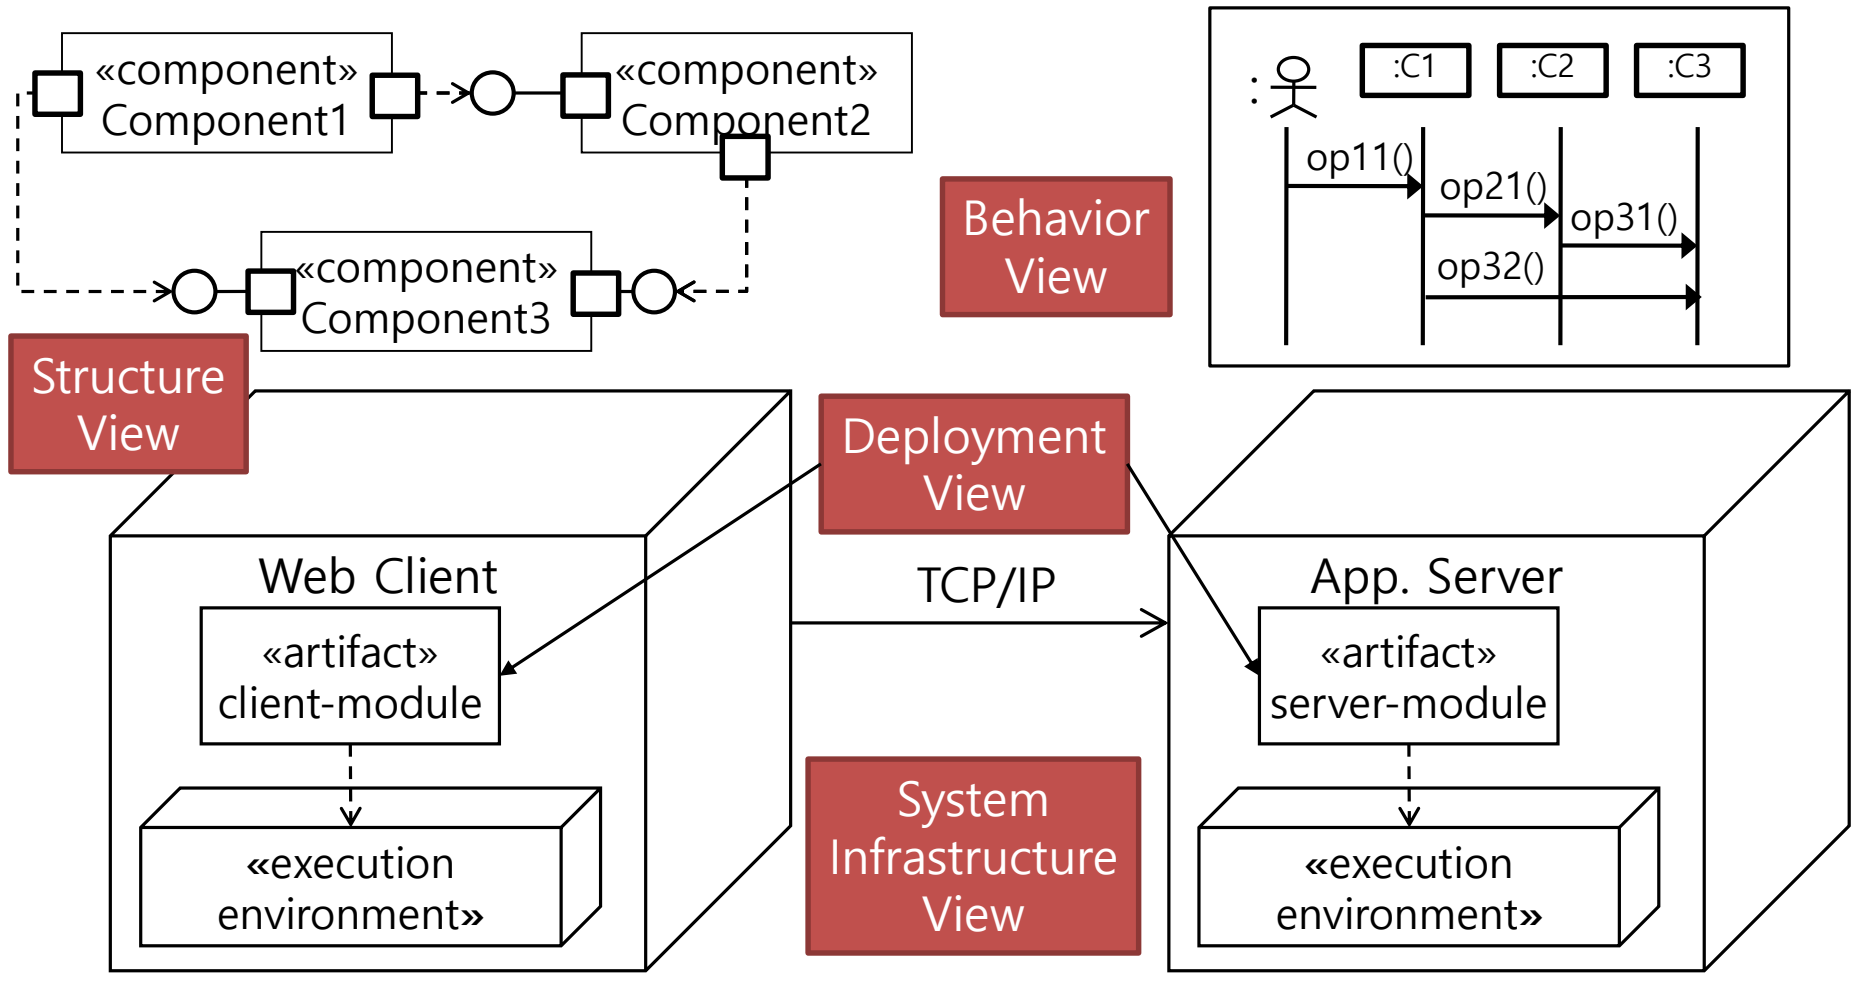 «component»
Component1
«component»
Component2
«component»
Component3
Structure
View
Behavior
View
:
:C1
:C2
:C3
op11()
op21()
op31()
op32()
Deployment
View
Web Client
«artifact»
client-module
«execution
environment»
TCP/IP
System
Infrastructure
View
App. Server
«artifact»
server-module
«execution
environment»